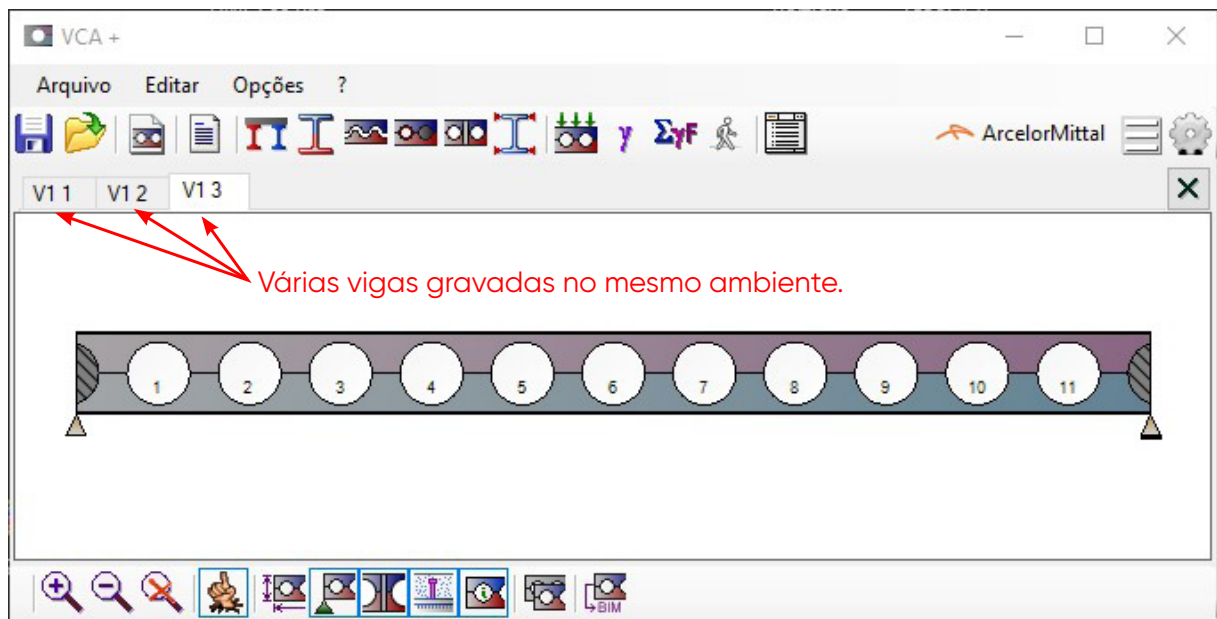 VCA +
Arquivo Editar Opções ?
γ ΣγF ArcelorMittal
V1 1 V1 2 V1 3
Várias vigas gravadas no mesmo ambiente.
1 2 3 4 5 6 7 8 9 10 11
BIM